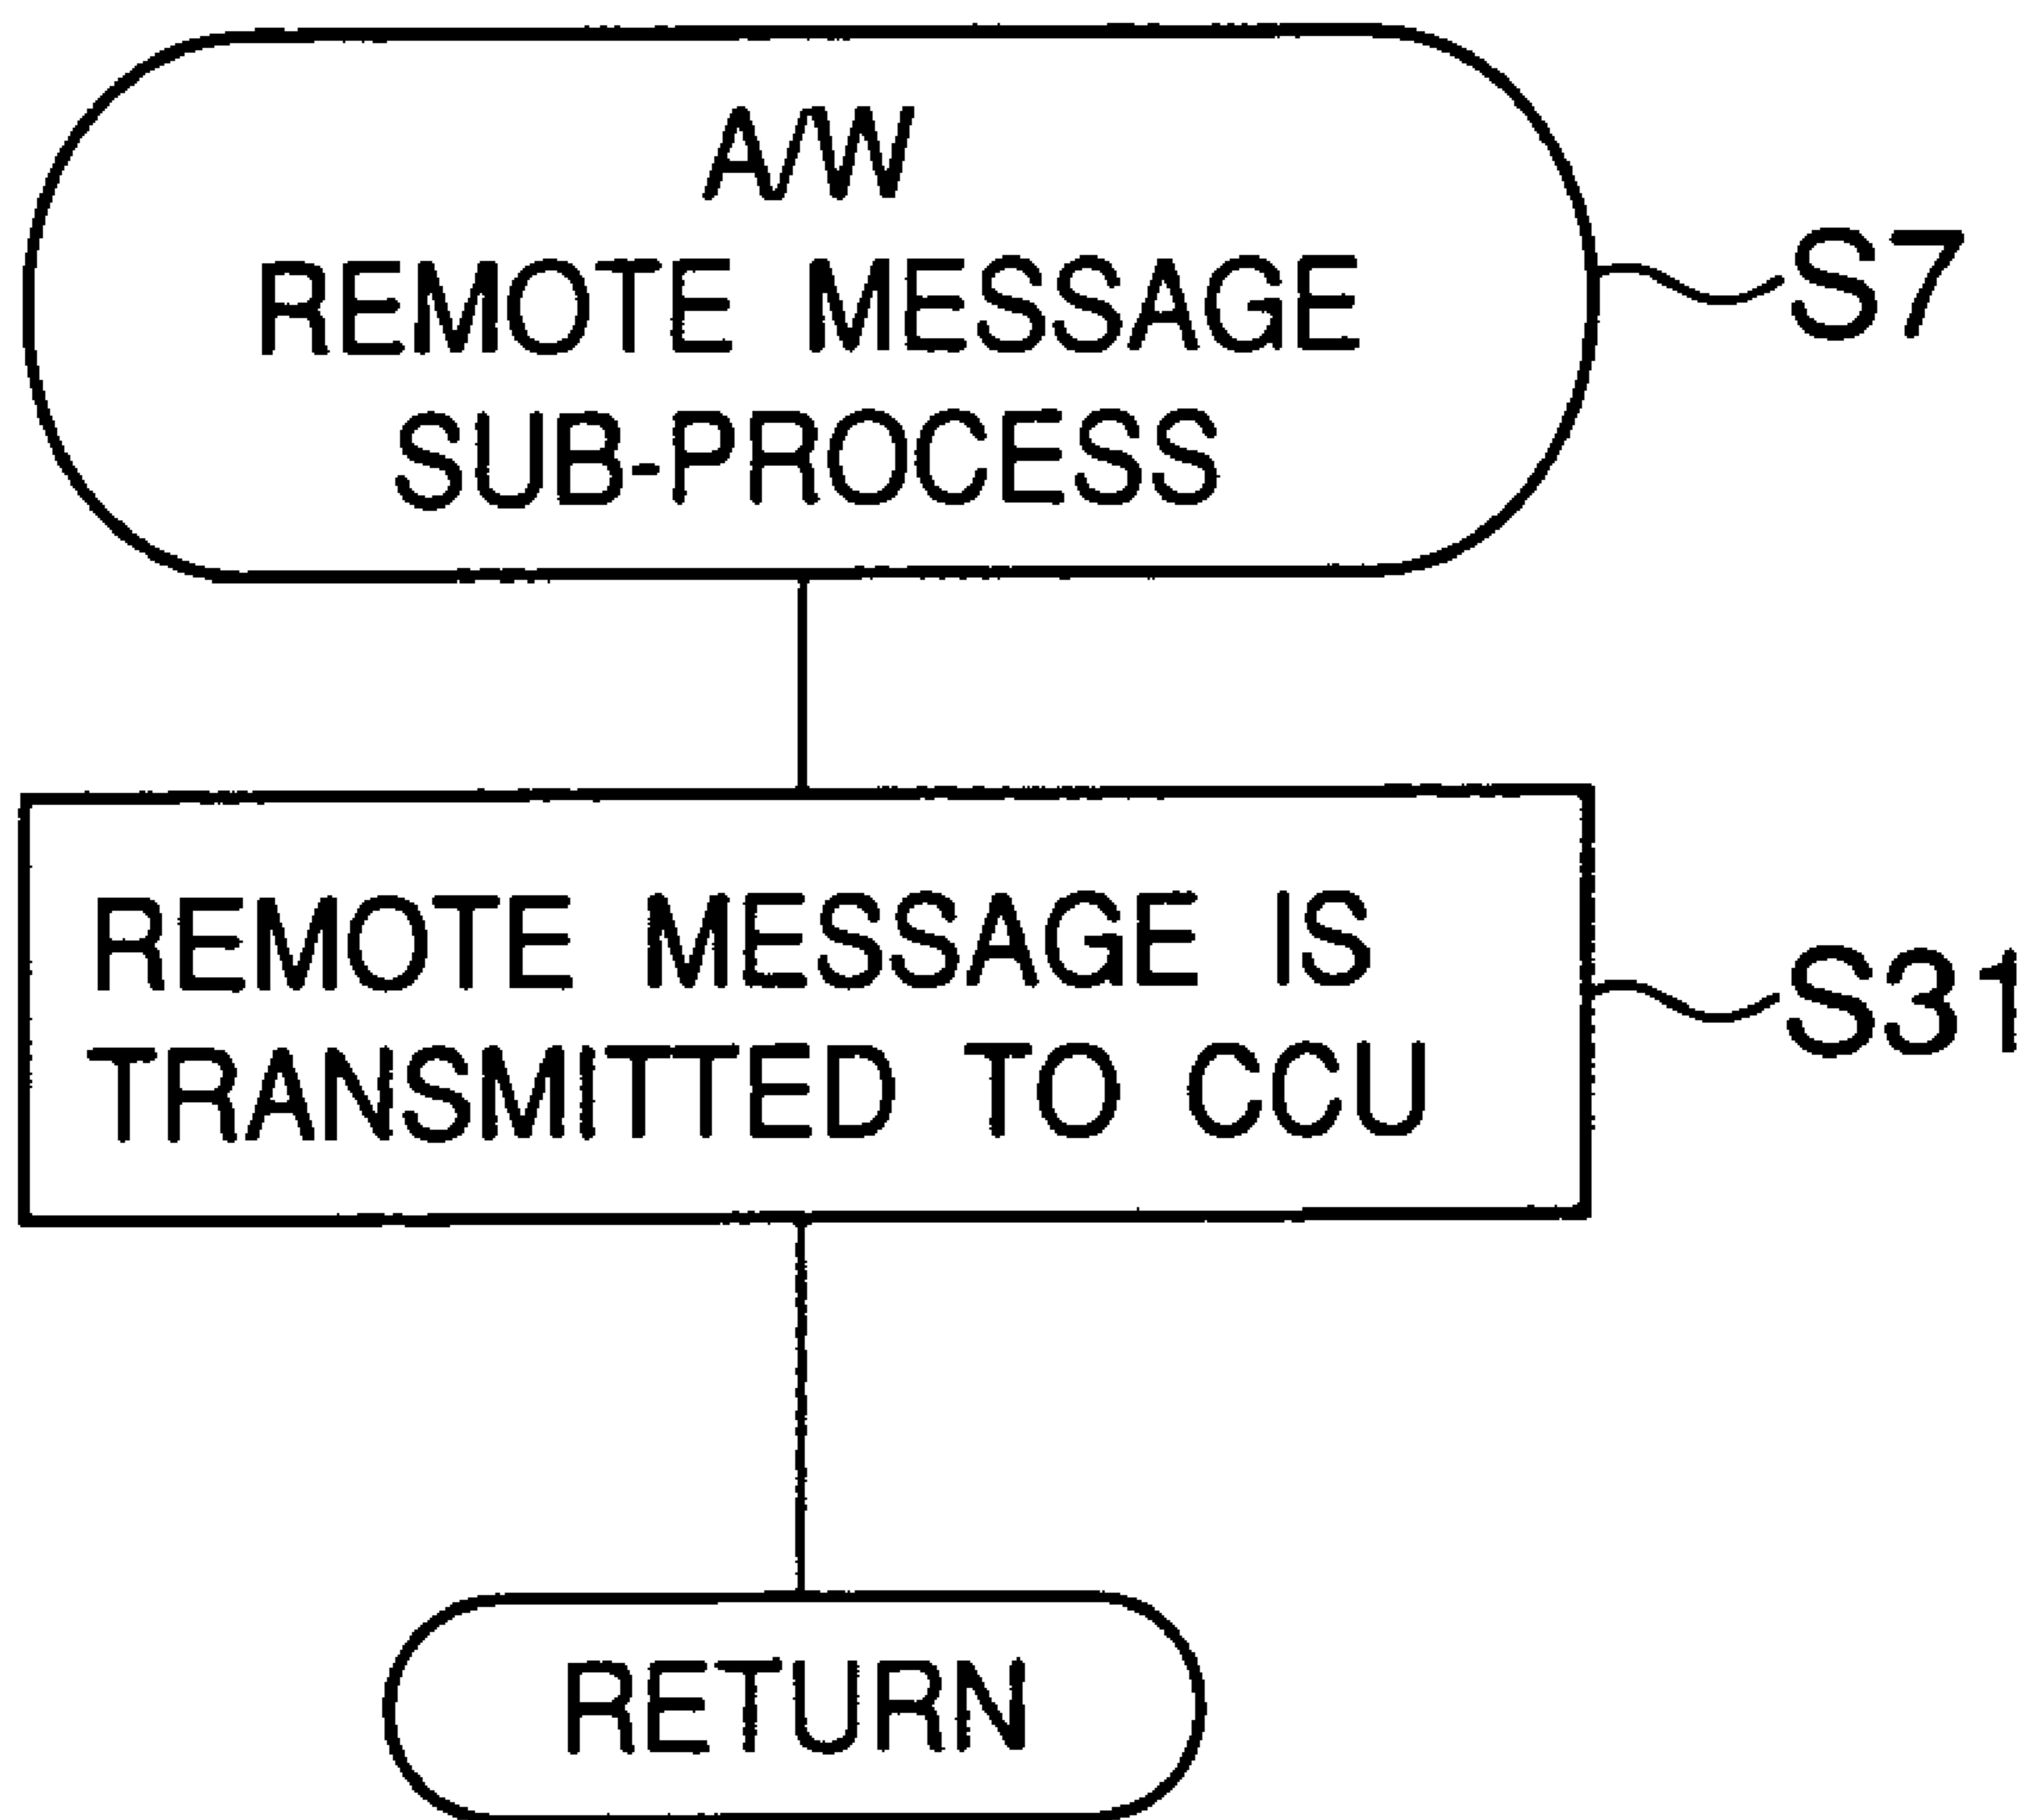 A/W
REMOTE MESSAGE
SUB-PROCESS
S7
REMOTE MESSAGE IS
TRANSMITTED TO CCU
S31
RETURN